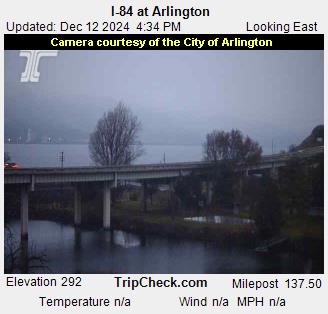 I-84 at Arlington
Updated: Dec 12 2024 4:34 PM Looking East
Camera courtesy of the City of Arlington
Elevation 292 TripCheck.com Milepost 137.50
Temperature n/a Wind n/a MPH n/a